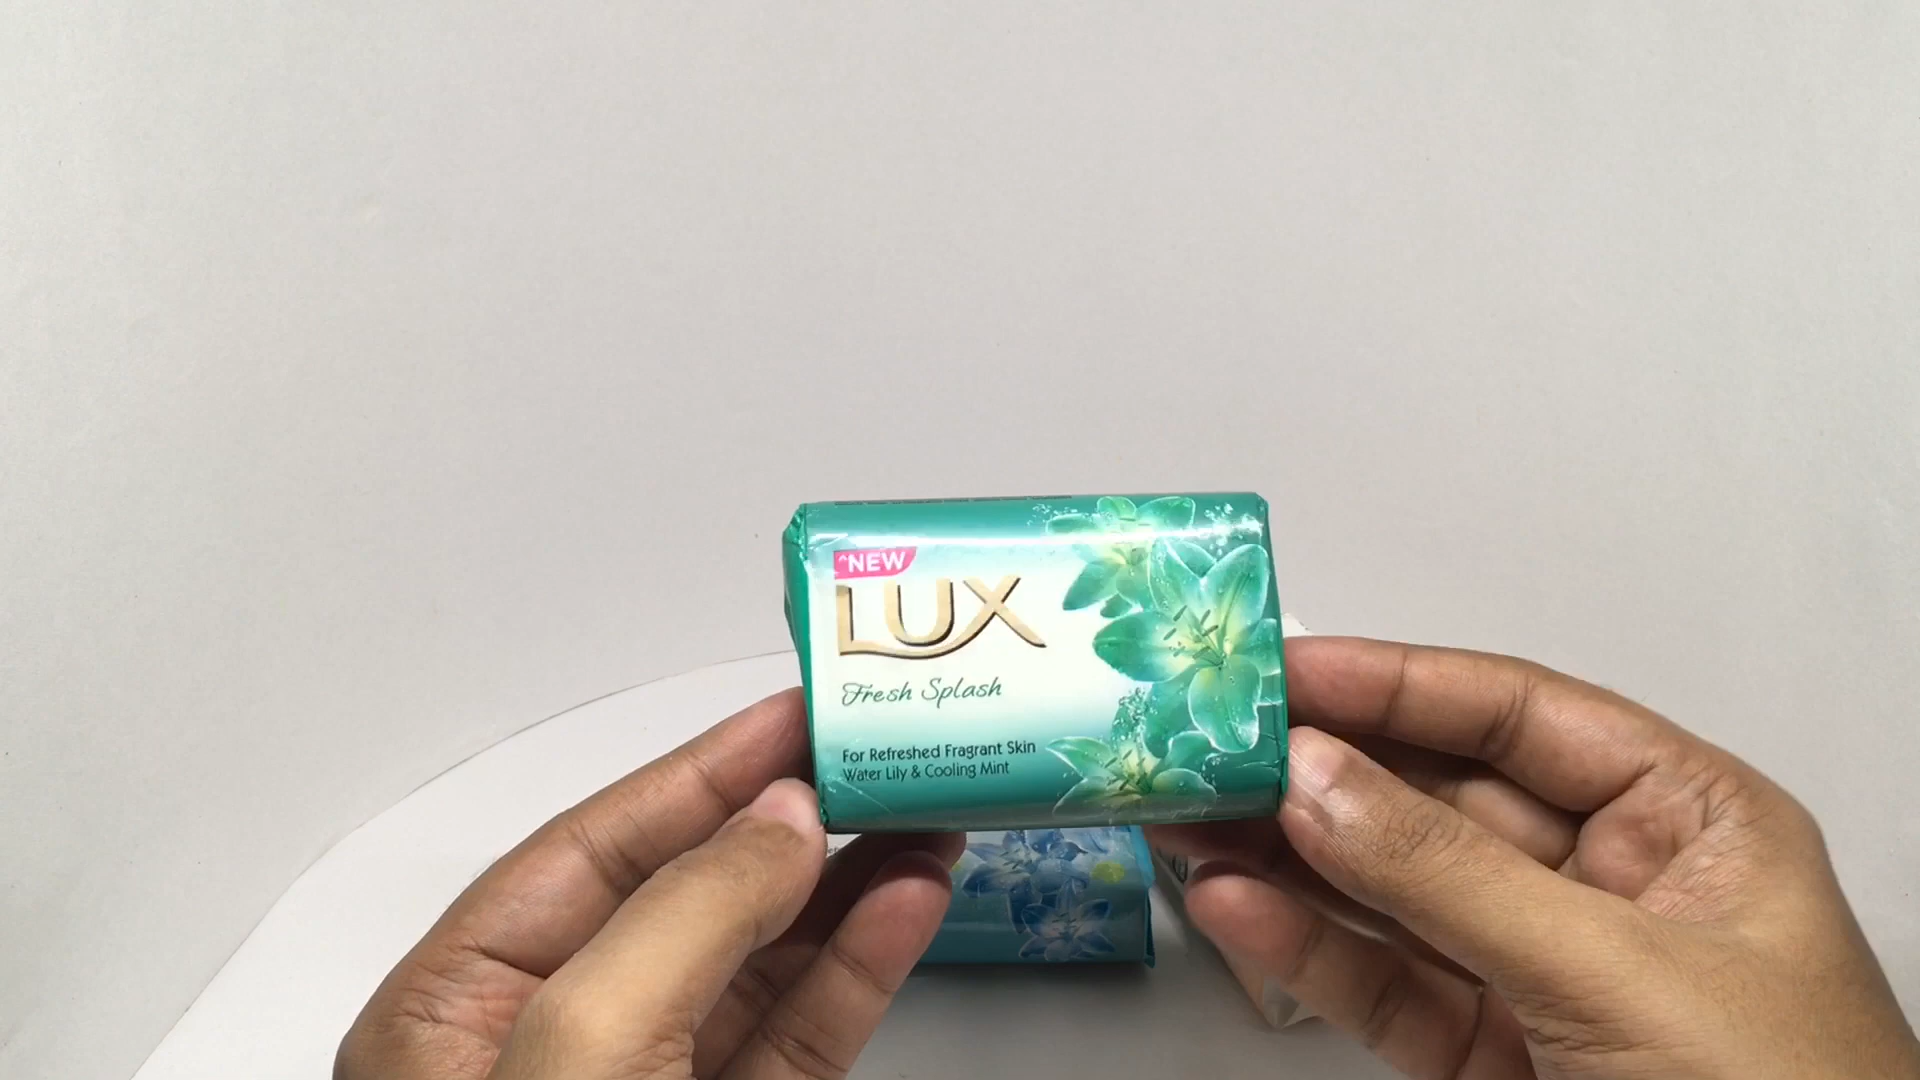 ^NEW
LUX
Fresh Splash
For Refreshed Fragrant Skin
Water Lily & Cooling Mint